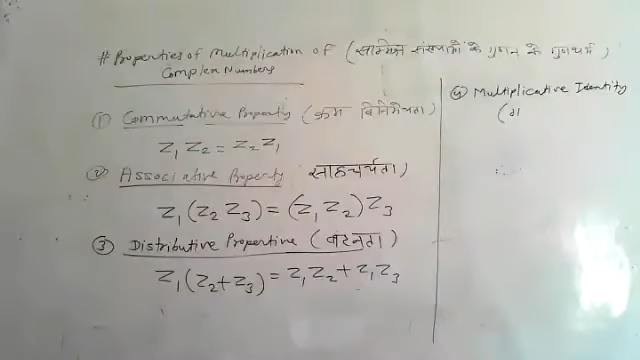 # Properties of Multiplication of (सम्मिश्र संख्याओं के गुणन के गुणधर्म)
Complex Numbers
① Commutative Property (क्रम विनिमेयता)
Z₁ Z₂ = Z₂ Z₁
② Associative Property साहचर्यता)
Z₁ (Z₂ Z₃) = (Z₁ Z₂) Z₃
③ Distributive Propertive (बटनता)
Z₁ (Z₂ + Z₃) = Z₁ Z₂ + Z₁ Z₃
④ Multiplicative Identity